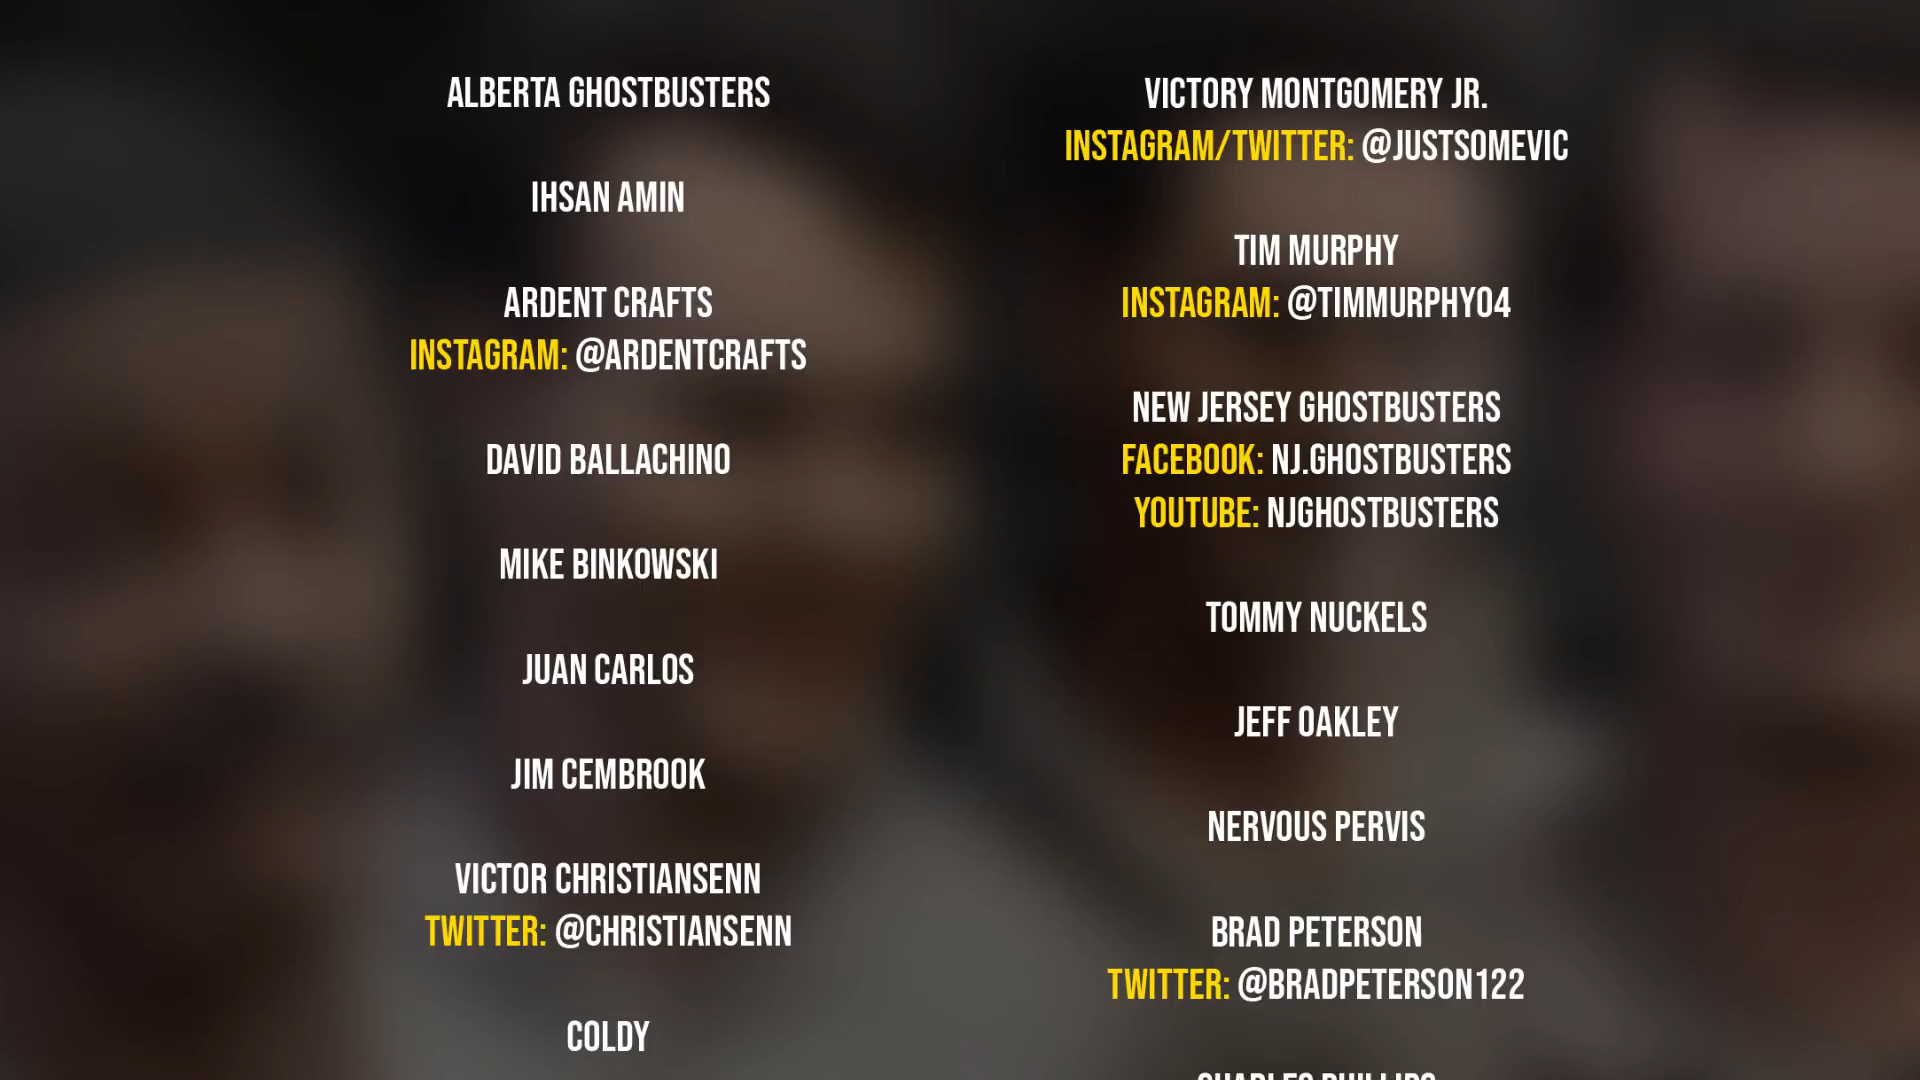 ALBERTA GHOSTBUSTERS
IHSAN AMIN
ARDENT CRAFTS
INSTAGRAM: @ARDENTCRAFTS
DAVID BALLACHINO
MIKE BINKOWSKI
JUAN CARLOS
JIM CEMBROOK
VICTOR CHRISTIANSENN
TWITTER: @CHRISTIANSENN
COLDY
VICTORY MONTGOMERY JR.
INSTAGRAM/TWITTER: @JUSTSOMEVIC
TIM MURPHY
INSTAGRAM: @TIMMURPHY04
NEW JERSEY GHOSTBUSTERS
FACEBOOK: NJ.GHOSTBUSTERS
YOUTUBE: NJGHOSTBUSTERS
TOMMY NUCKELS
JEFF OAKLEY
NERVOUS PERVIS
BRAD PETERSON
TWITTER: @BRADPETERSON122